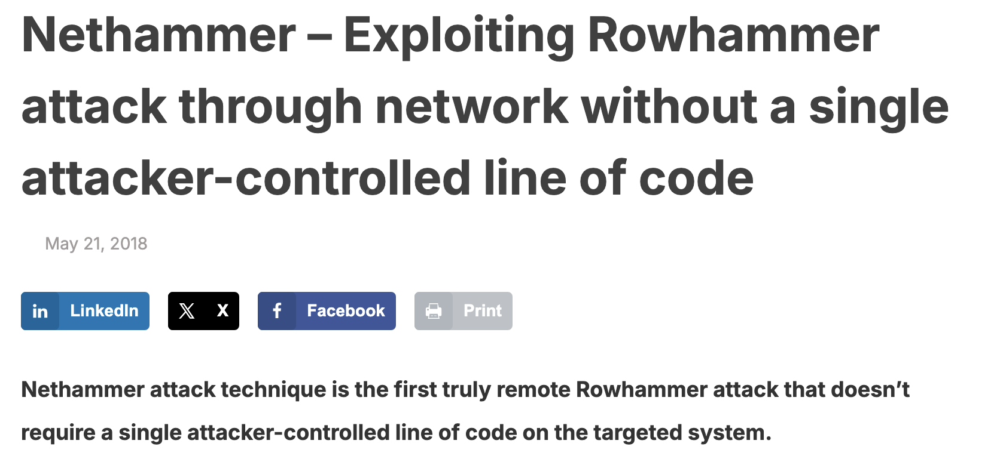 Nethammer – Exploiting Rowhammer
attack through network without a single
attacker-controlled line of code
May 21, 2018
in LinkedIn X X f Facebook Print
Nethammer attack technique is the first truly remote Rowhammer attack that doesn’t
require a single attacker-controlled line of code on the targeted system.